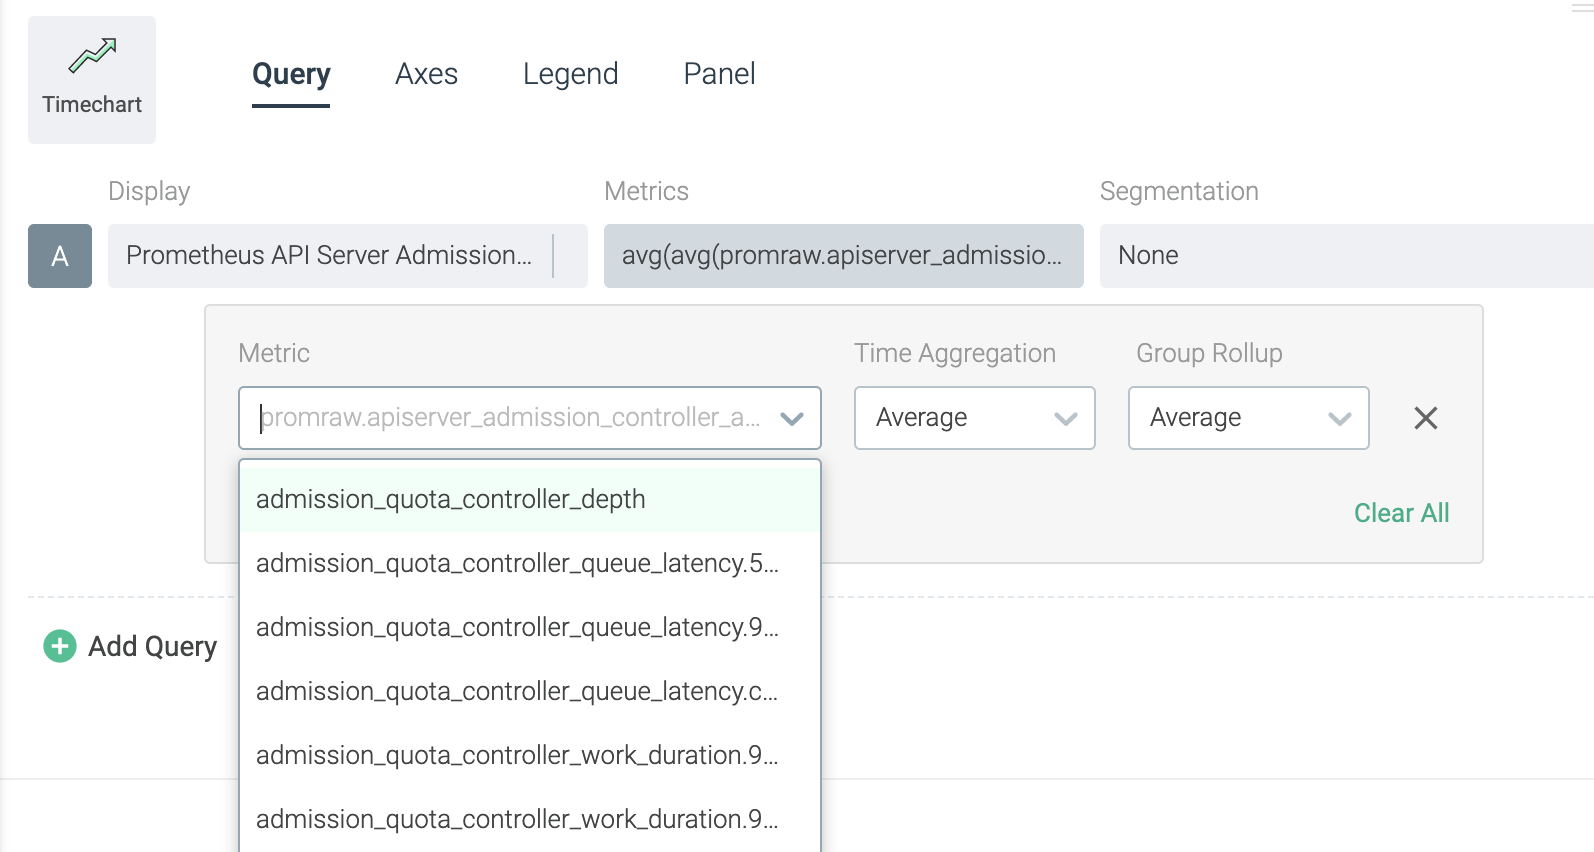 Timechart
Query Axes Legend Panel
Display Metrics Segmentation
A Prometheus API Server Admission... avg(avg(promraw.apiserver_admissio... None
Metric Time Aggregation Group Rollup
promraw.apiserver_admission_controller_a... Average Average
admission_quota_controller_depth
Clear All
admission_quota_controller_queue_latency.5...
admission_quota_controller_queue_latency.9...
Add Query
admission_quota_controller_queue_latency.c...
admission_quota_controller_work_duration.9...
admission_quota_controller_work_duration.9...